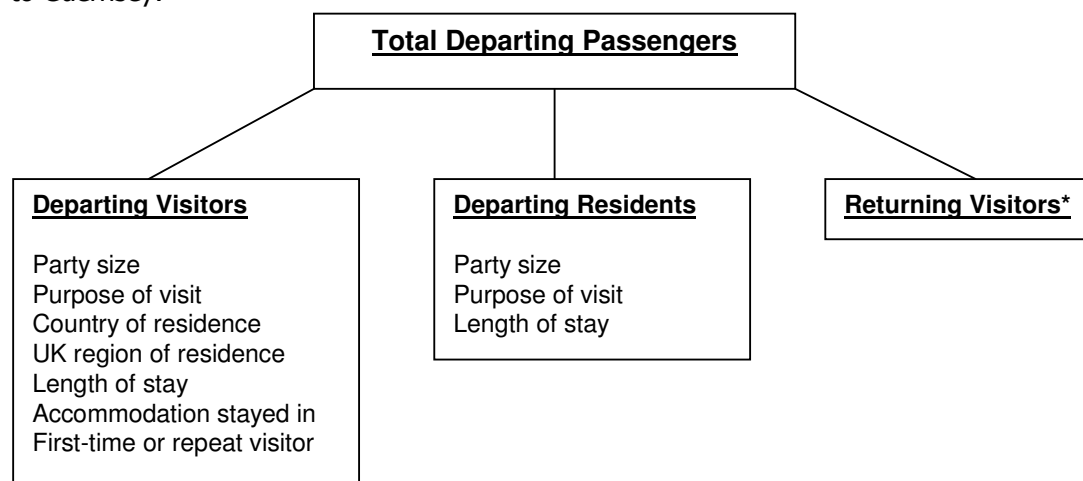 to Guernsey.
Total Departing Passengers
Departing Visitors
Party size
Purpose of visit
Country of residence
UK region of residence
Length of stay
Accommodation stayed in
First-time or repeat visitor
Departing Residents
Party size
Purpose of visit
Length of stay
Returning Visitors*